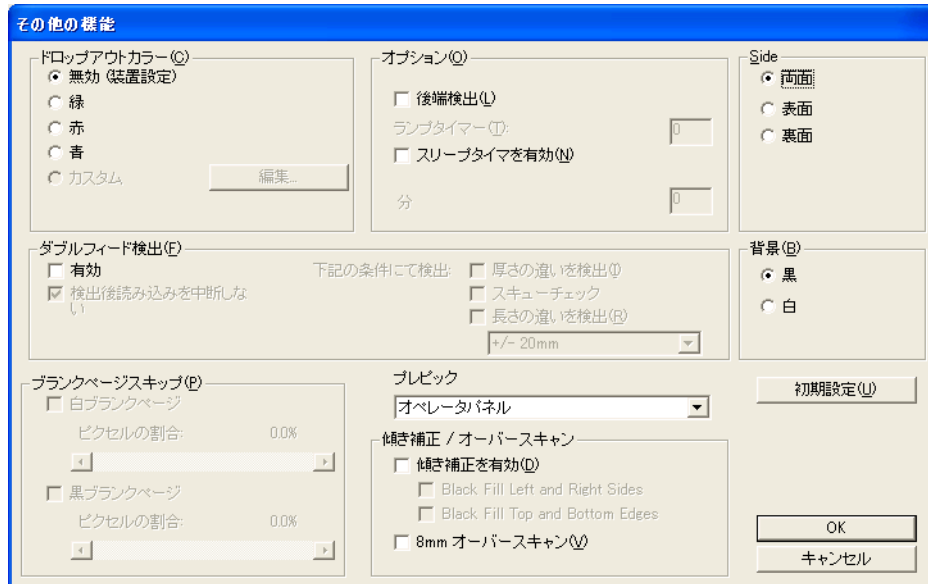 その他の機能
ドロップアウトカラー(C)
無効 (装置設定)
緑
赤
青
カスタム
編集...
オプション(O)
後端検出(L)
ランプタイマー(T):
0
スリープタイマを有効(N)
分
0
Side
両面
表面
裏面
ダブルフィード検出(F)
有効
検出後読み込みを中断しな
い
下記の条件にて検出:
厚さの違いを検出(I)
スキューチェック
長さの違いを検出(R)
+/- 20mm
背景(B)
黒
白
ブランクページスキップ(P)
白ブランクページ
ピクセルの割合:
0.0%
黒ブランクページ
ピクセルの割合:
0.0%
プレピック
オペレータパネル
傾き補正 / オーバースキャン
傾き補正を有効(D)
Black Fill Left and Right Sides
Black Fill Top and Bottom Edges
8mm オーバースキャン(V)
初期設定(U)
OK
キャンセル